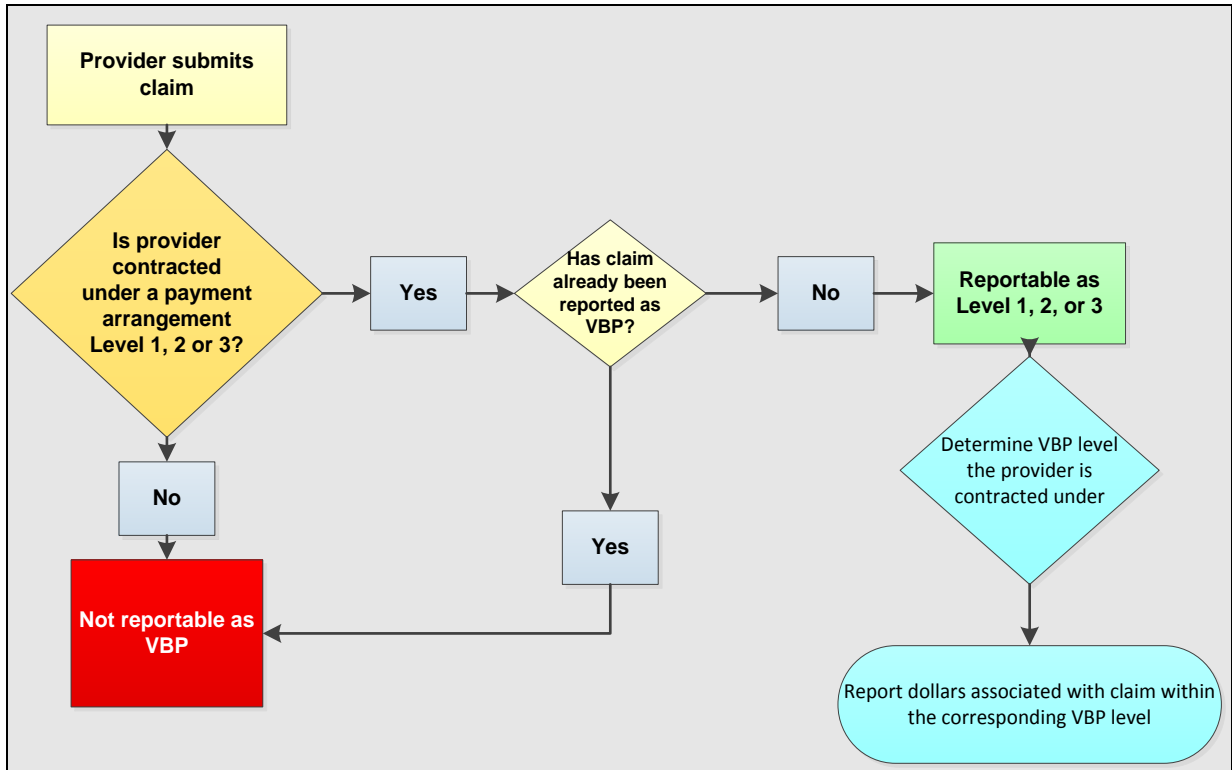 Provider submits
claim
Is provider
contracted
under a payment
arrangement
Level 1, 2 or 3?
Yes
Has claim
already been
reported as
VBP?
No
Reportable as
Level 1, 2, or 3
Determine VBP level
the provider is
contracted under
No
Yes
Not reportable as
VBP
Report dollars associated with claim within
the corresponding VBP level